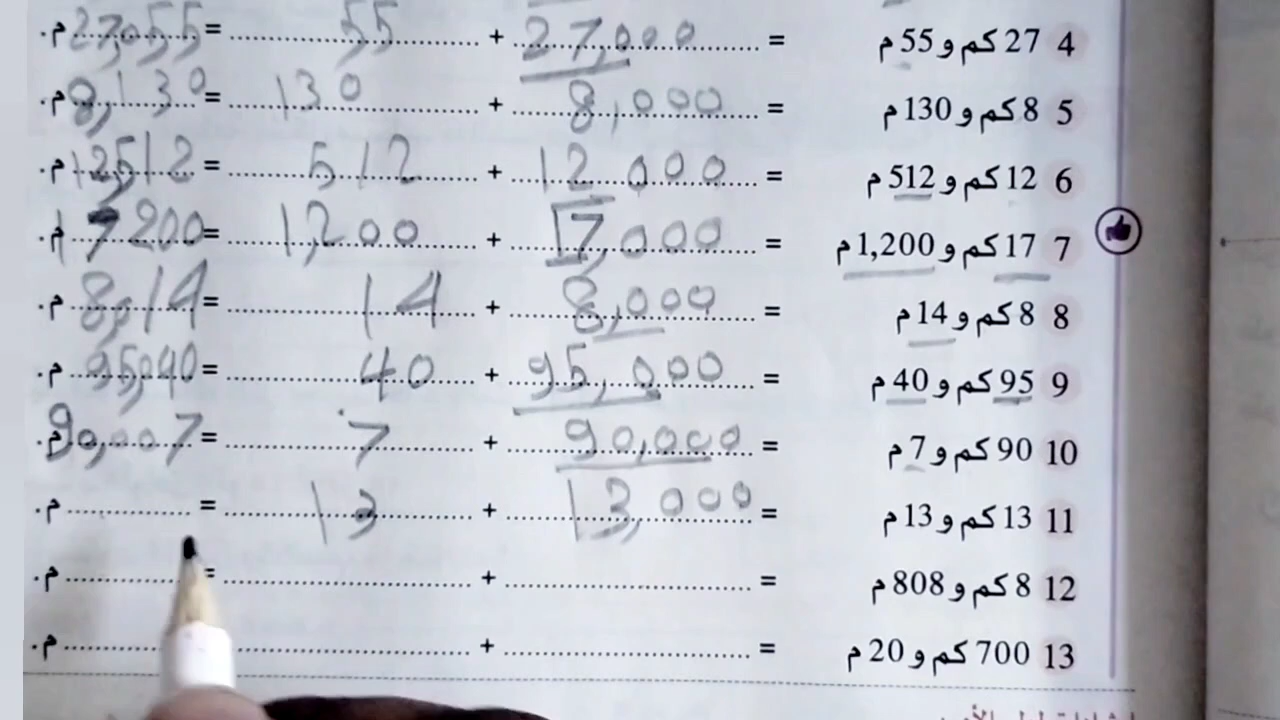 4 27 كم و 55 م = 27,000 + 55 = 27,055 م.
5 8 كم و 130 م = 8,000 + 130 = 8,130 م.
6 12 كم و 512 م = 12,000 + 512 = 12,512 م.
7 17 كم و 1,200 م = 17,000 + 1,200 = 17200 م.
8 8 كم و 14 م = 8,000 + 14 = 8,14 م.
9 95 كم و 40 م = 95,000 + 40 = 95,040 م.
10 90 كم و 7 م = 90,000 + 7 = 90,007 م.
11 13 كم و 13 م = 13,000 + 13 = .............. م.
12 8 كم و 808 م = .............. + .............. = .............. م.
13 700 كم و 20 م = .............. + .............. .............. م.